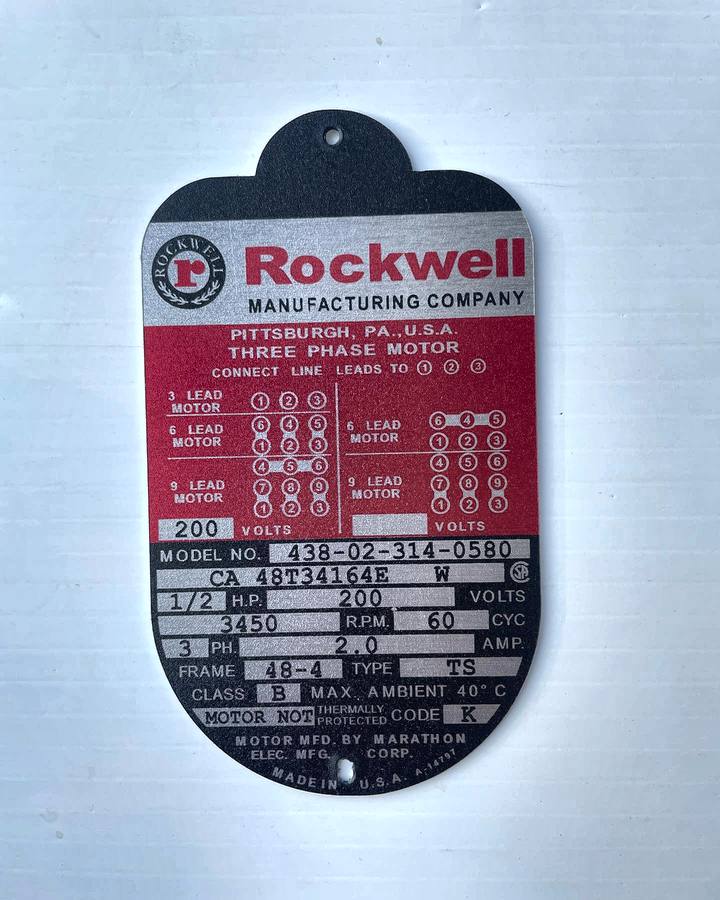 ROCKWELL
r
Rockwell
MANUFACTURING COMPANY
PITTSBURGH, PA.,U.S.A.
THREE PHASE MOTOR
CONNECT LINE LEADS TO ① ② ③
3 LEAD MOTOR ① ② ③
6 LEAD MOTOR ⑥ ④ ⑤
① ② ③
④ ⑤ ⑥
9 LEAD MOTOR ⑦ ⑧ ⑨
① ② ③
200 VOLTS
6 LEAD MOTOR ⑥ ④ ⑤
① ② ③
④ ⑤ ⑥
9 LEAD MOTOR ⑦ ⑧ ⑨
① ② ③
VOLTS
MODEL NO. 438-02-314-0580
CA 48T34164E W SA
1/2 H.P. 200 VOLTS
3450 R.P.M. 60 CYC
3 PH. 2.0 AMP.
FRAME 48-4 TYPE TS
CLASS B MAX. AMBIENT 40° C
MOTOR NOT THERMALLY PROTECTED CODE K
MOTOR MFD. BY MARATHON
ELEC. MFG. CORP.
MADE IN U.S.A. A-14797